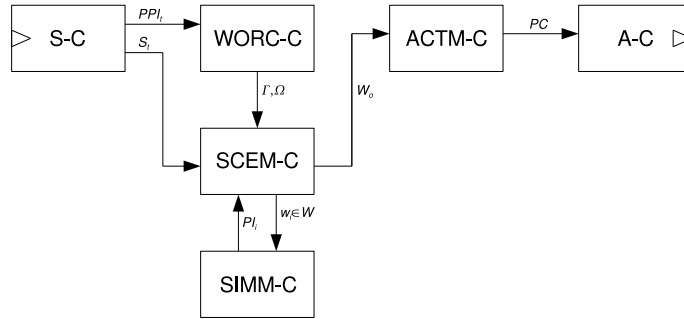 PPI_t
S-C
S_t
WORC-C
ACTM-C
PC
A-C
Γ,Ω
W_o
SCEM-C
PI_i
w_i∈W
SIMM-C